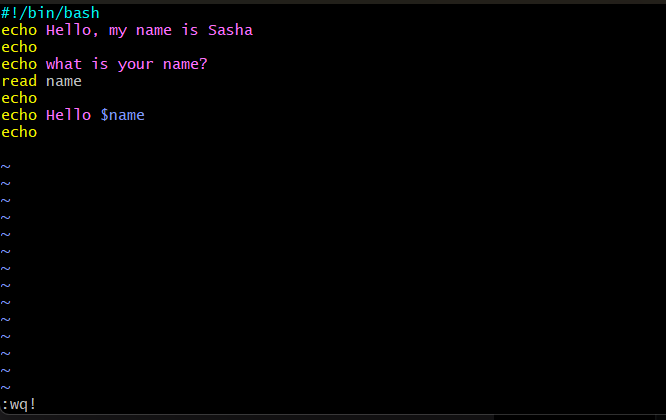 #!/bin/bash
echo Hello, my name is Sasha
echo
echo what is your name?
read name
echo
echo Hello $name
echo

~
~
~
~
~
~
~
~
~
~
~
~
~
~
:wq!